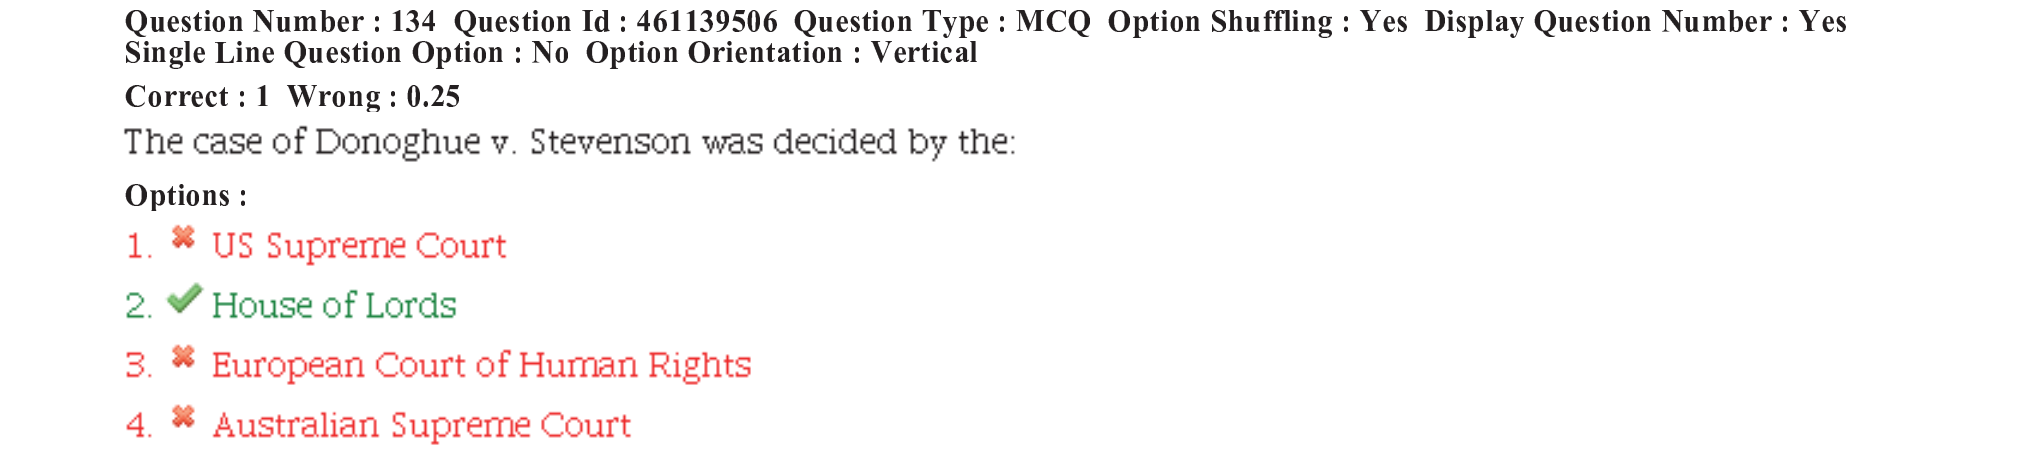 Question Number : 134 Question Id : 461139506 Question Type : MCQ Option Shuffling : Yes Display Question Number : Yes
Single Line Question Option : No Option Orientation : Vertical
Correct : 1 Wrong : 0.25
The case of Donoghue v. Stevenson was decided by the:
Options :
1. US Supreme Court
2. House of Lords
3. European Court of Human Rights
4. Australian Supreme Court